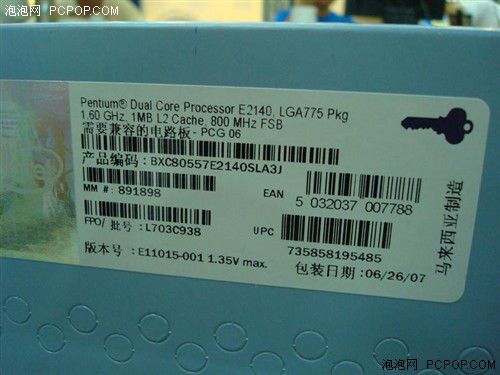 泡泡网 PCPOP.COM
Pentium® Dual Core Processor E2140, LGA775 Pkg
1.60 GHz, 1MB L2 Cache, 800 MHz FSB
需要兼容的电路板- PCG 06
产品编码: BXC80557E2140SLA3J
MM #: 891898
EAN
5 032037 007788
FPO/ 批号: L703C938
UPC
735858195485
版本号: E11015-001 1.35V max.
包装日期: 06/26/07
马来西亚制造
泡泡网 PCPOP.COM